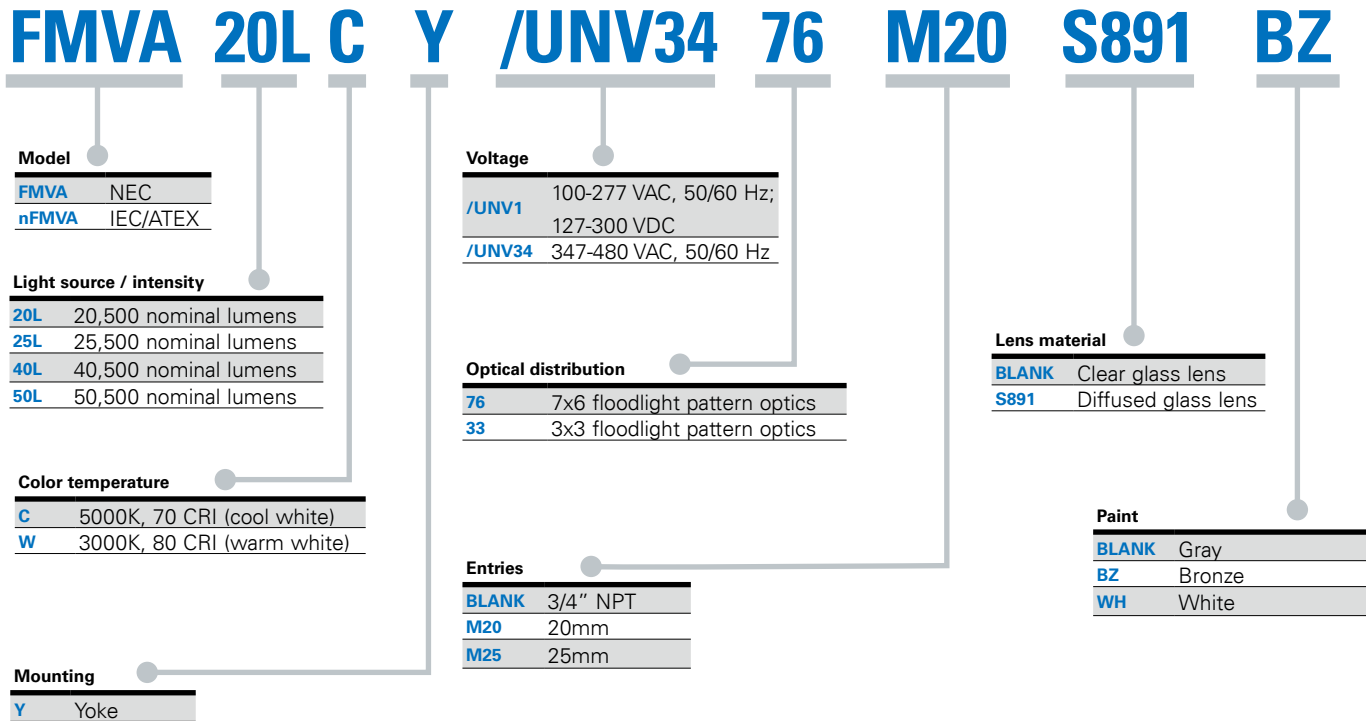 FMVA 20L C Y /UNV34 76 M20 S891 BZ
Model
FMVA NEC
nFMVA IEC/ATEX
Light source / intensity
20L 20,500 nominal lumens
25L 25,500 nominal lumens
40L 40,500 nominal lumens
50L 50,500 nominal lumens
Color temperature
C 5000K, 70 CRI (cool white)
W 3000K, 80 CRI (warm white)
Mounting
Y Yoke
Voltage
/UNV1 100-277 VAC, 50/60 Hz;
127-300 VDC
/UNV34 347-480 VAC, 50/60 Hz
Optical distribution
76 7x6 floodlight pattern optics
33 3x3 floodlight pattern optics
Entries
BLANK 3/4” NPT
M20 20mm
M25 25mm
Lens material
BLANK Clear glass lens
S891 Diffused glass lens
Paint
BLANK Gray
BZ Bronze
WH White